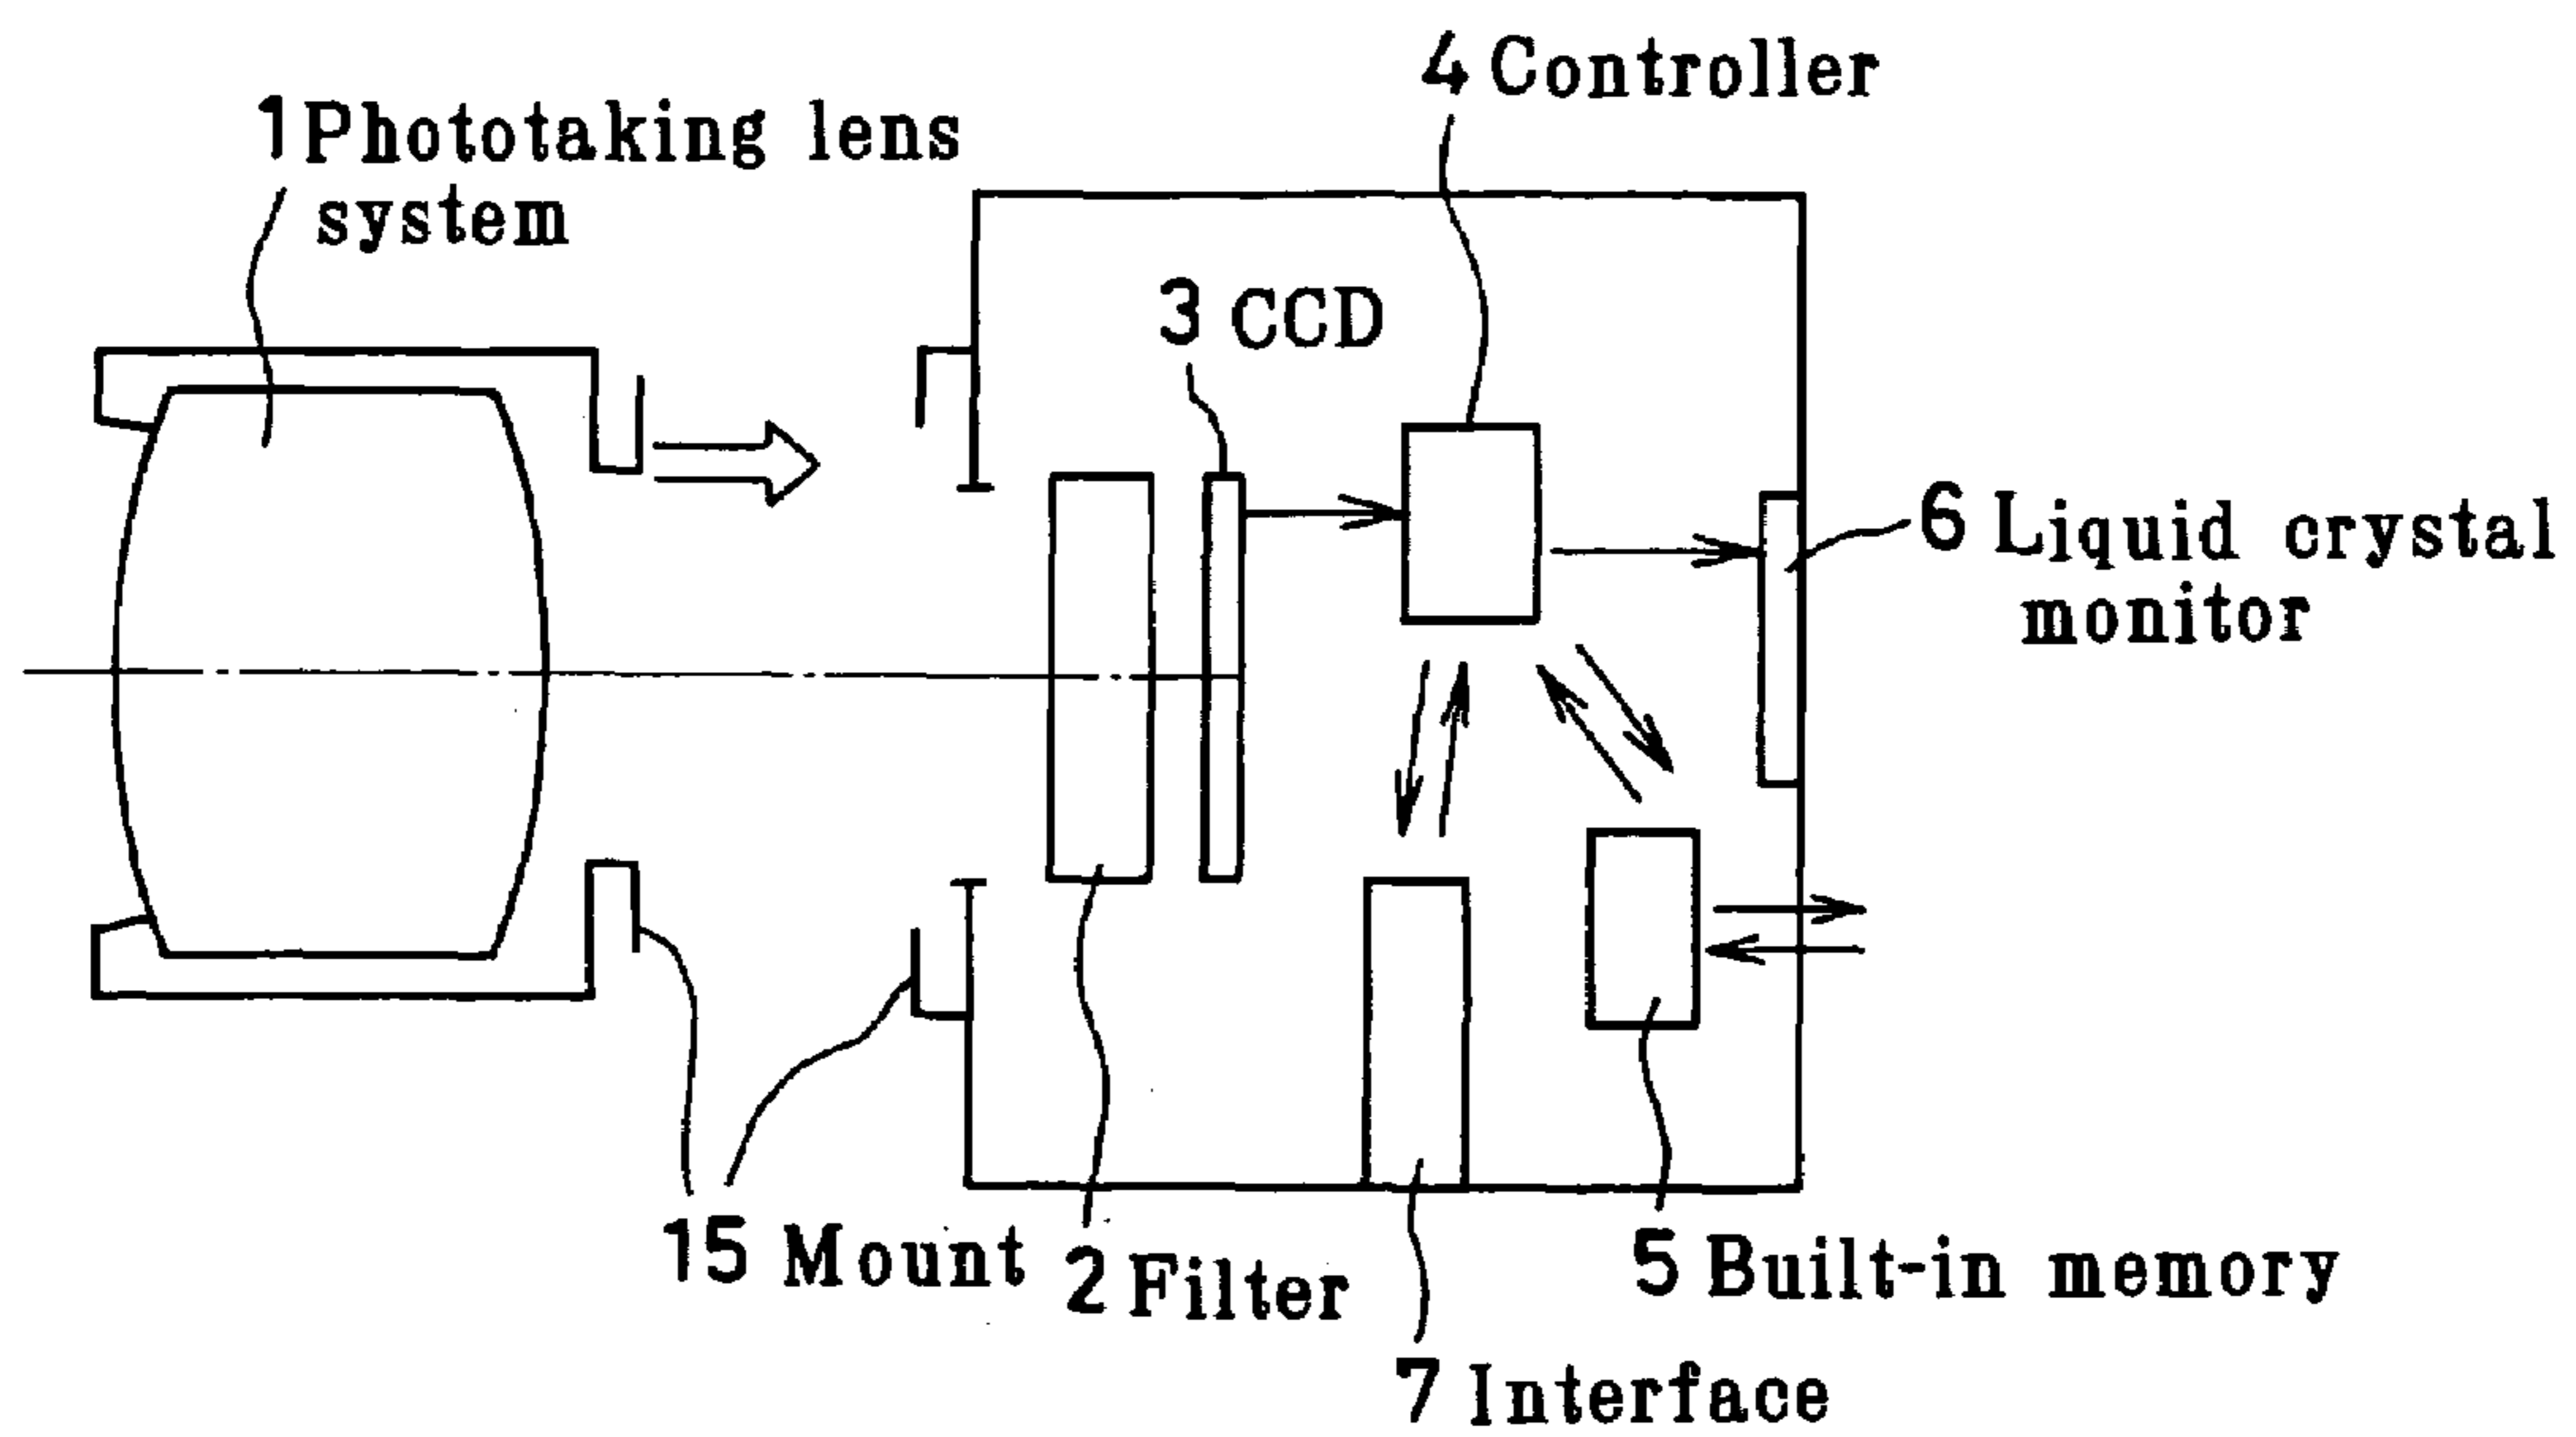 4 Controller
1 Phototaking lens
system
3 CCD
6 Liquid crystal
monitor
15 Mount
2 Filter
5 Built-in memory
7 Interface